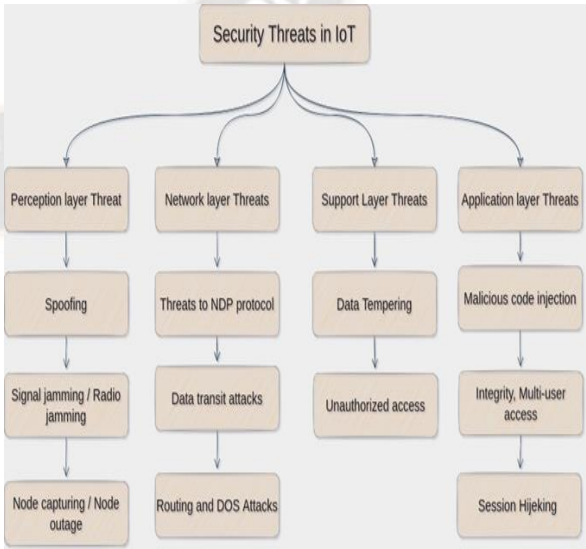 Security Threats in IoT
Perception layer Threat
Network layer Threats
Support Layer Threats
Application layer Threats
Spoofing
Threats to NDP protocol
Data Tempering
Malicious code injection
Signal jamming / Radio
jamming
Data transit attacks
Unauthorized access
Integrity, Multi-user
access
Node capturing / Node
outage
Routing and DOS Attacks
Session Hijeking